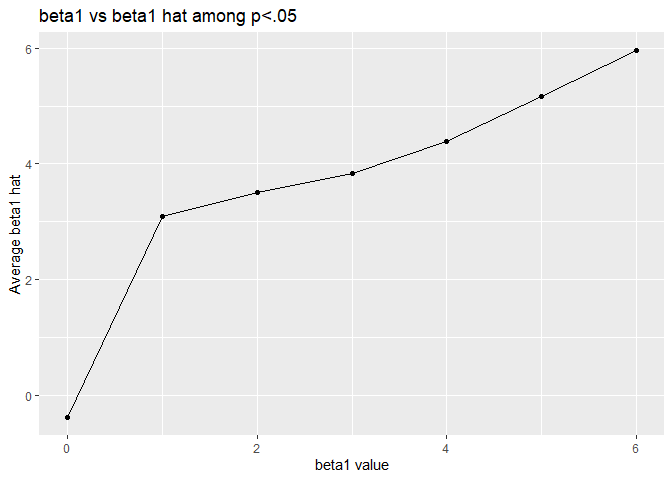 beta1 vs beta1 hat among p<.05
6
4
2
0
Average beta1 hat
0 2 4 6
beta1 value